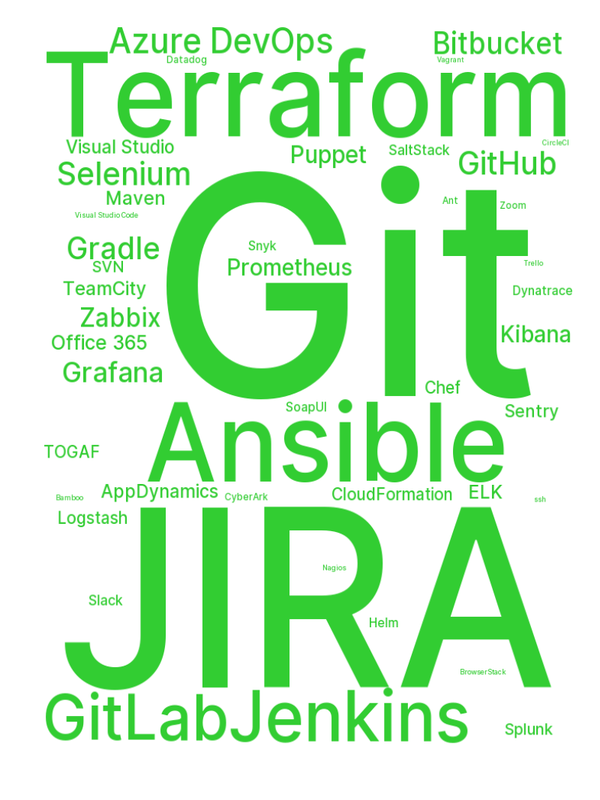 Azure DevOps
Bitbucket
Datadog
Vagrant
Terraform
CircleCI
Visual Studio
Puppet
SaltStack
GitHub
Selenium
Maven
Ant
Zoom
Visual Studio Code
Git
Gradle
Snyk
SVN
Prometheus
Trello
TeamCity
Dynatrace
Zabbix
Kibana
Office 365
Grafana
Chef
SoapUI
Sentry
Ansible
TOGAF
AppDynamics
CyberArk
CloudFormation
ELK
Bamboo
ssh
Logstash
JIRA
Nagios
Slack
Helm
BrowserStack
GitLab
Jenkins
Splunk